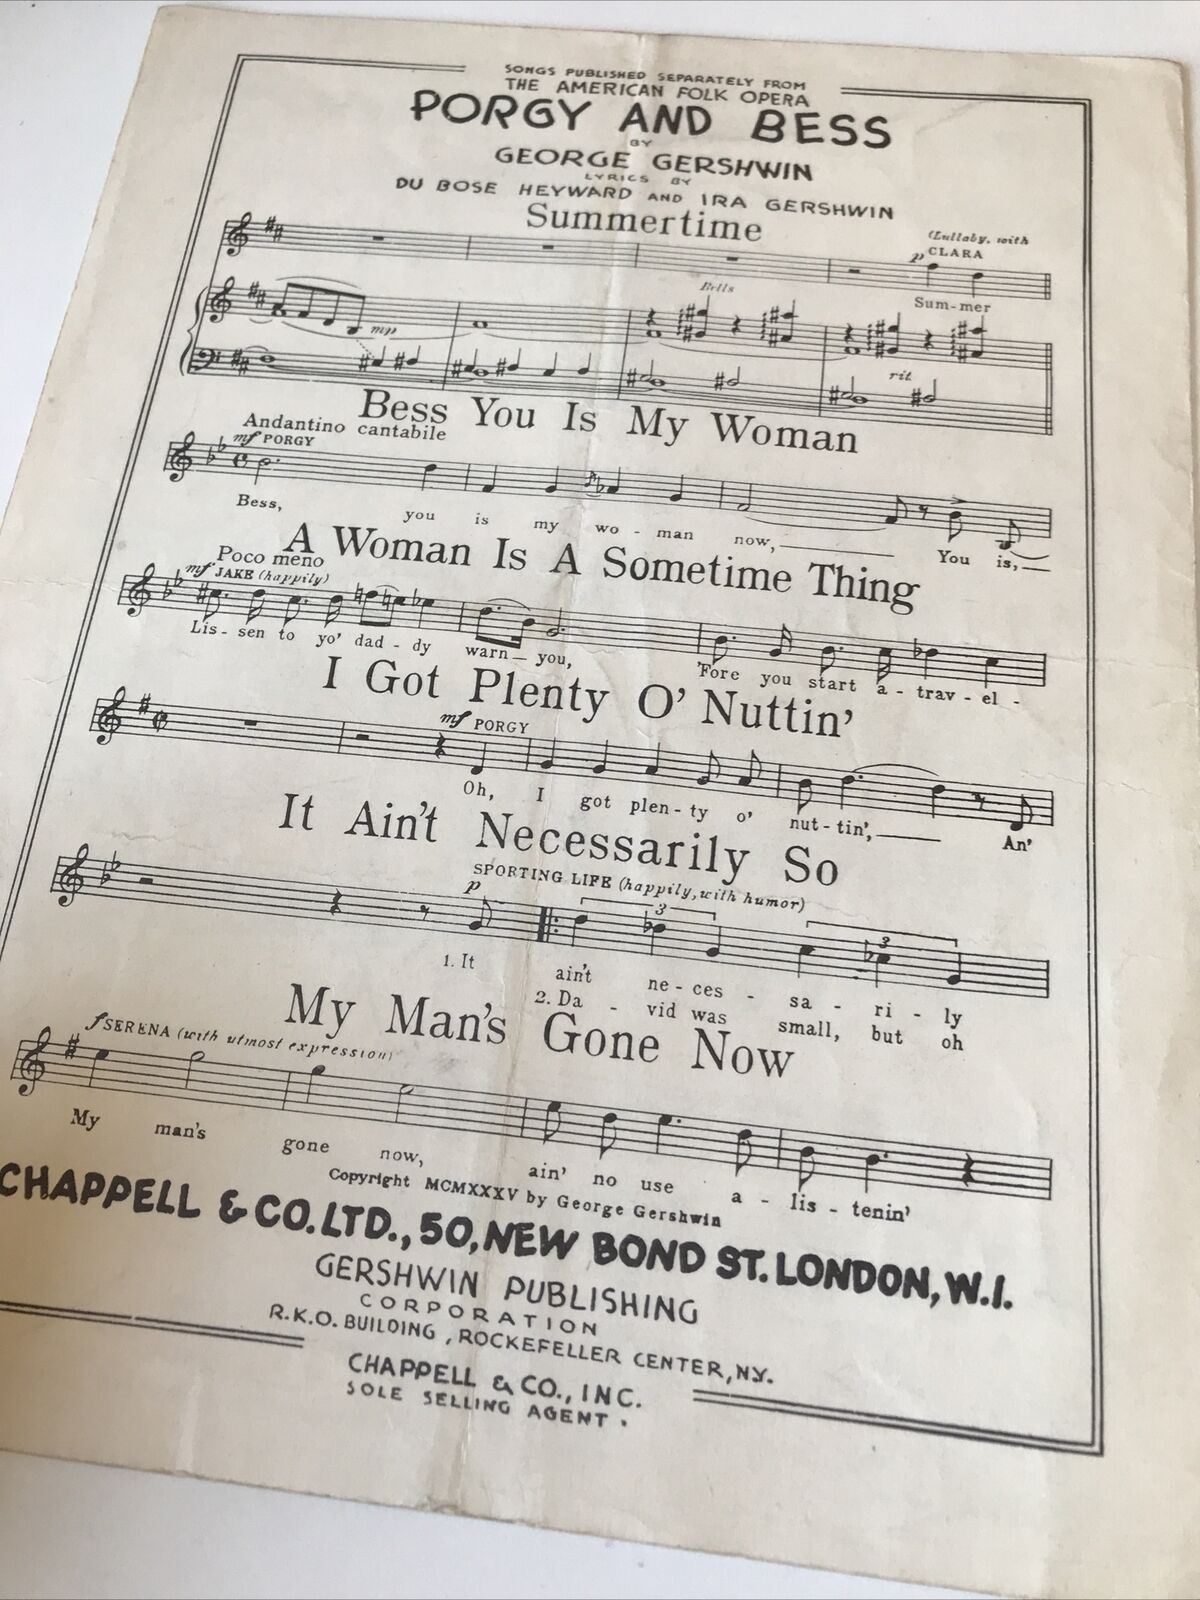 SONGS PUBLISHED SEPARATELY FROM
THE AMERICAN FOLK OPERA
PORGY AND BESS
BY
GEORGE GERSHWIN
LYRICS BY
DU BOSE HEYWARD AND IRA GERSHWIN
Summertime
(Lullaby, with
p CLARA
Sum-mer
Bells
mp
rit
Bess You Is My Woman
Andantino cantabile
mf PORGY
Bess, you is my wo - man now, You is,
A Woman Is A Sometime Thing
Poco meno
mf JAKE (happily)
Lis - sen to yo' dad - dy warn you, 'Fore you start a - trav - el -
I Got Plenty O' Nuttin'
mf PORGY
Oh, I got plen - ty o' nut - tin', An'
It Ain't Necessarily So
SPORTING LIFE (happily, with humor)
p
3 3
1. It ain't ne - ces - sa - ri - ly
2. Da - vid was small, but oh
My Man's Gone Now
f SERENA (with utmost expression)
My man's gone now, ain' no use a - lis - tenin'
Copyright MCMXXXV by George Gershwin
CHAPPELL & CO. LTD., 50, NEW BOND ST. LONDON, W.I.
GERSHWIN PUBLISHING
CORPORATION
R.K.O. BUILDING, ROCKEFELLER CENTER, N.Y.
CHAPPELL & CO., INC.
SOLE SELLING AGENT.